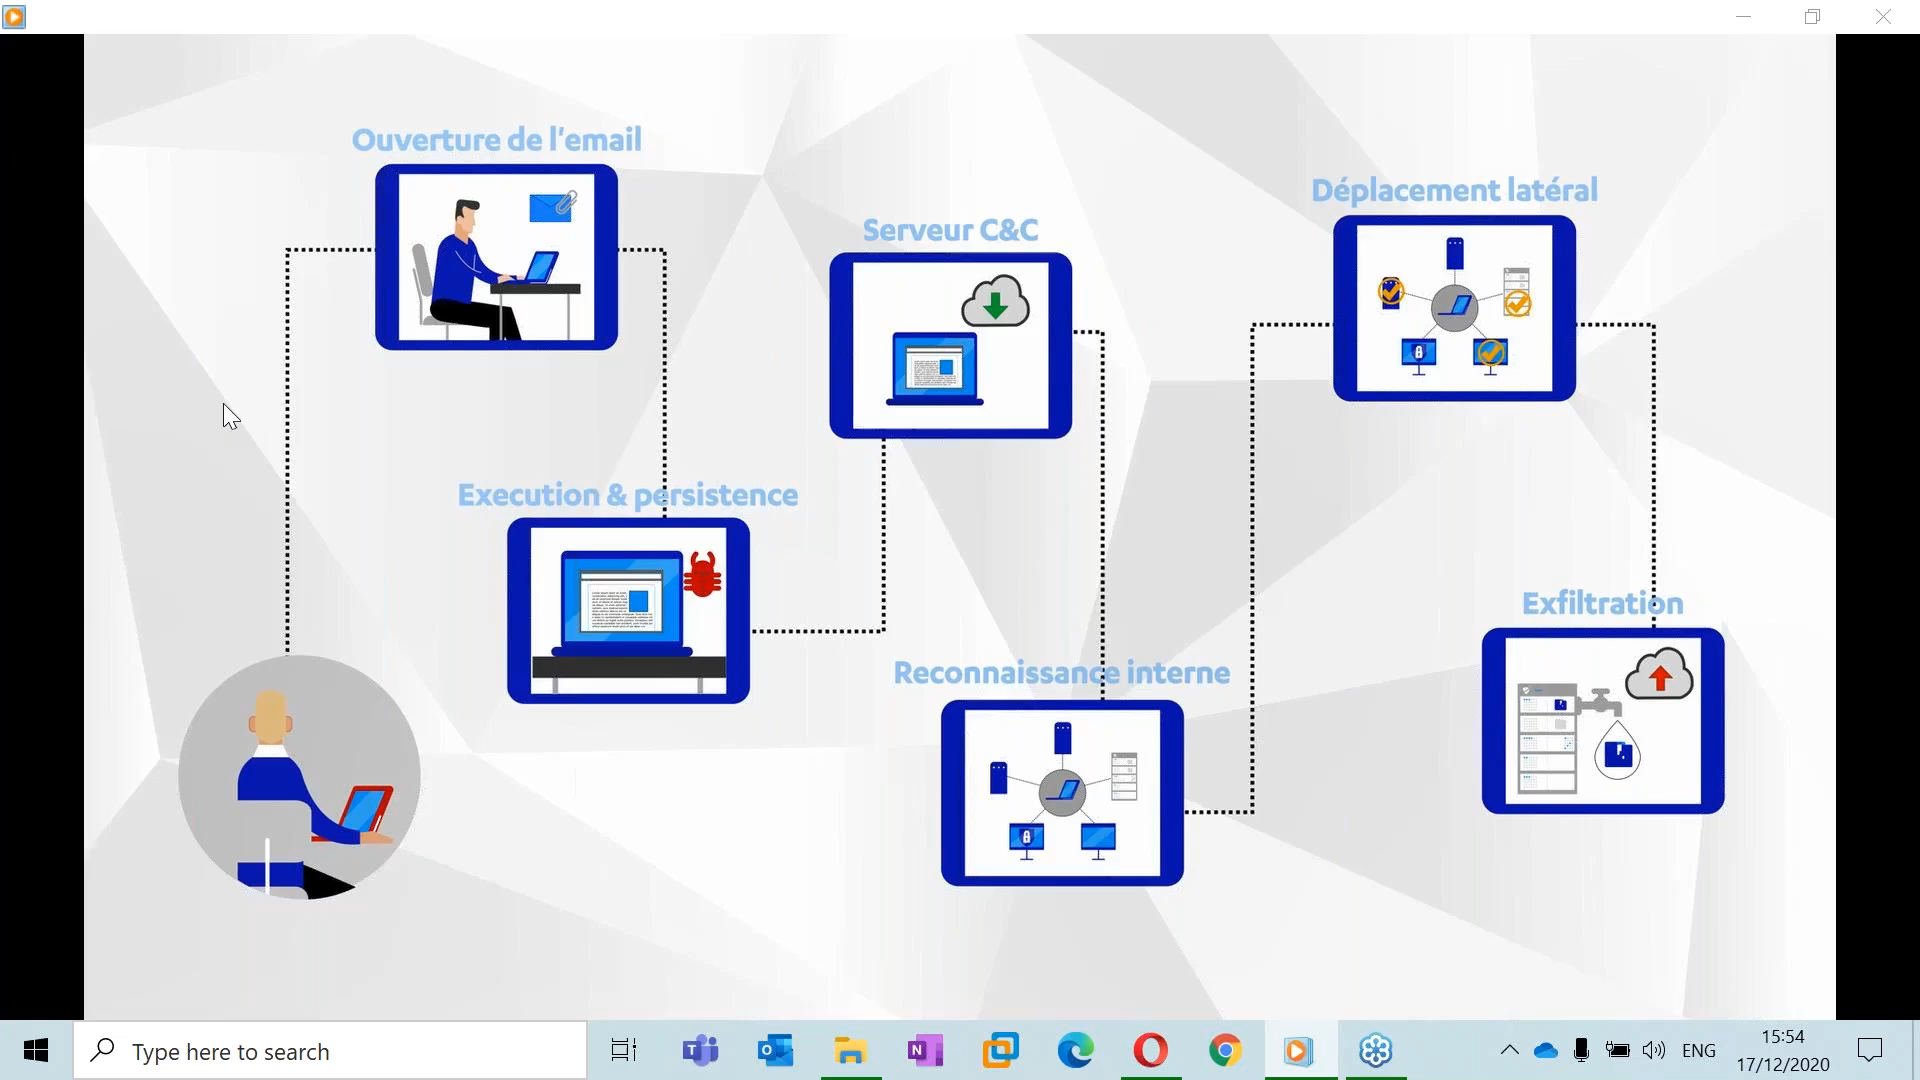 Ouverture de l'email
Déplacement latéral
Serveur C&C
Execution & persistence
Exfiltration
Reconnaissance interne
Type here to search
ENG
15:54
17/12/2020